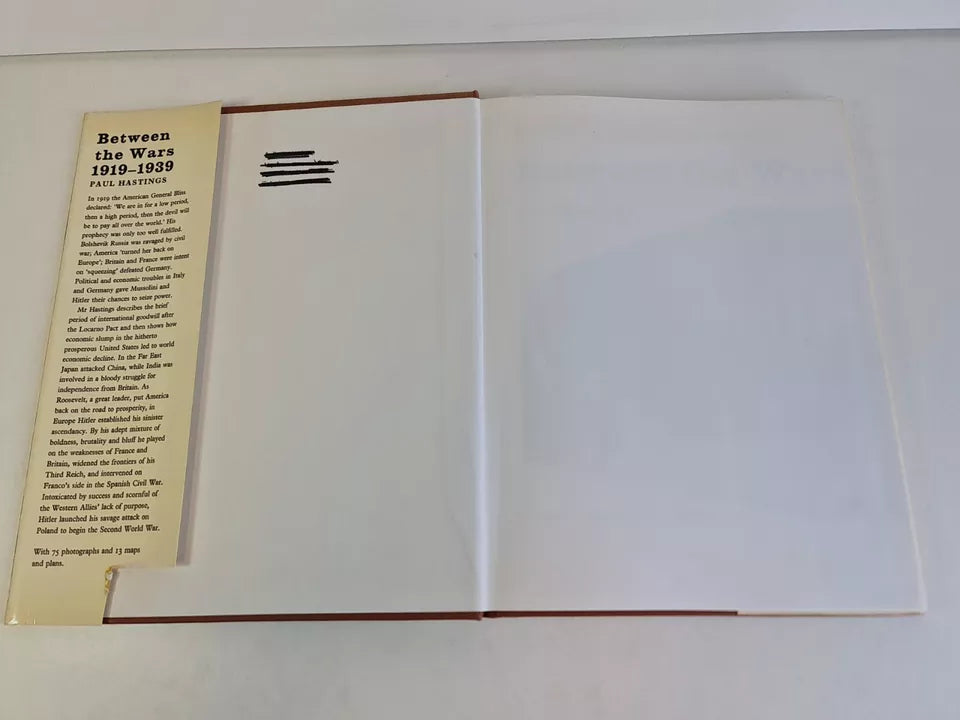 Between
the Wars
1919–1939
PAUL HASTINGS
In 1919 the American General Bliss
declared: 'We are in for a low period,
then a high period, then the devil will
be to pay all over the world.' His
prophecy was only too well fulfilled.
Bolshevik Russia was ravaged by civil
war; America 'turned her back on
Europe'; Britain and France were intent
on 'squeezing' defeated Germany.
Political and economic troubles in Italy
and Germany gave Mussolini and
Hitler their chances to seize power.
Mr Hastings describes the brief
period of international goodwill after
the Locarno Pact and then shows how
economic slump in the hitherto
prosperous United States led to world
economic decline. In the Far East
Japan attacked China, while India was
involved in a bloody struggle for
independence from Britain. As
Roosevelt, a great leader, put America
back on the road to prosperity, in
Europe Hitler established his sinister
ascendancy. By his adept mixture of
boldness, brutality and bluff he played
on the weaknesses of France and
Britain, widened the frontiers of his
Third Reich, and intervened on
Franco's side in the Spanish Civil War.
Intoxicated by success and scornful of
the Western Allies' lack of purpose,
Hitler launched his savage attack on
Poland to begin the Second World War.
With 75 photographs and 13 maps
and plans.